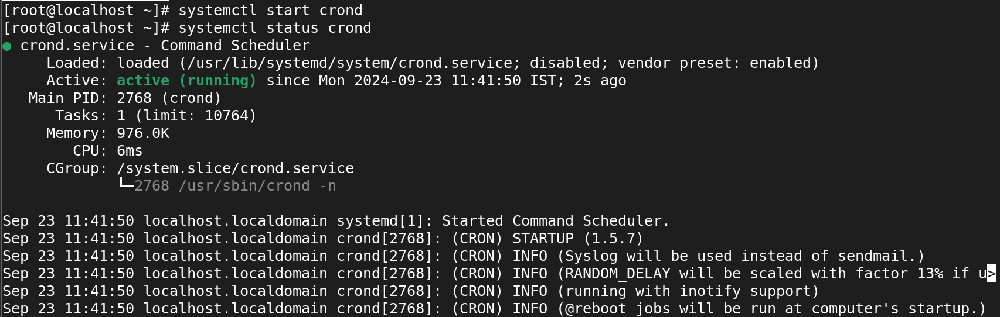 [root@localhost ~]# systemctl start crond
[root@localhost ~]# systemctl status crond
● crond.service - Command Scheduler
     Loaded: loaded (/usr/lib/systemd/system/crond.service; disabled; vendor preset: enabled)
     Active: active (running) since Mon 2024-09-23 11:41:50 IST; 2s ago
   Main PID: 2768 (crond)
      Tasks: 1 (limit: 10764)
     Memory: 976.0K
        CPU: 6ms
     CGroup: /system.slice/crond.service
             └─2768 /usr/sbin/crond -n

Sep 23 11:41:50 localhost.localdomain systemd[1]: Started Command Scheduler.
Sep 23 11:41:50 localhost.localdomain crond[2768]: (CRON) STARTUP (1.5.7)
Sep 23 11:41:50 localhost.localdomain crond[2768]: (CRON) INFO (Syslog will be used instead of sendmail.)
Sep 23 11:41:50 localhost.localdomain crond[2768]: (CRON) INFO (RANDOM_DELAY will be scaled with factor 13% if u>
Sep 23 11:41:50 localhost.localdomain crond[2768]: (CRON) INFO (running with inotify support)
Sep 23 11:41:50 localhost.localdomain crond[2768]: (CRON) INFO (@reboot jobs will be run at computer's startup.)